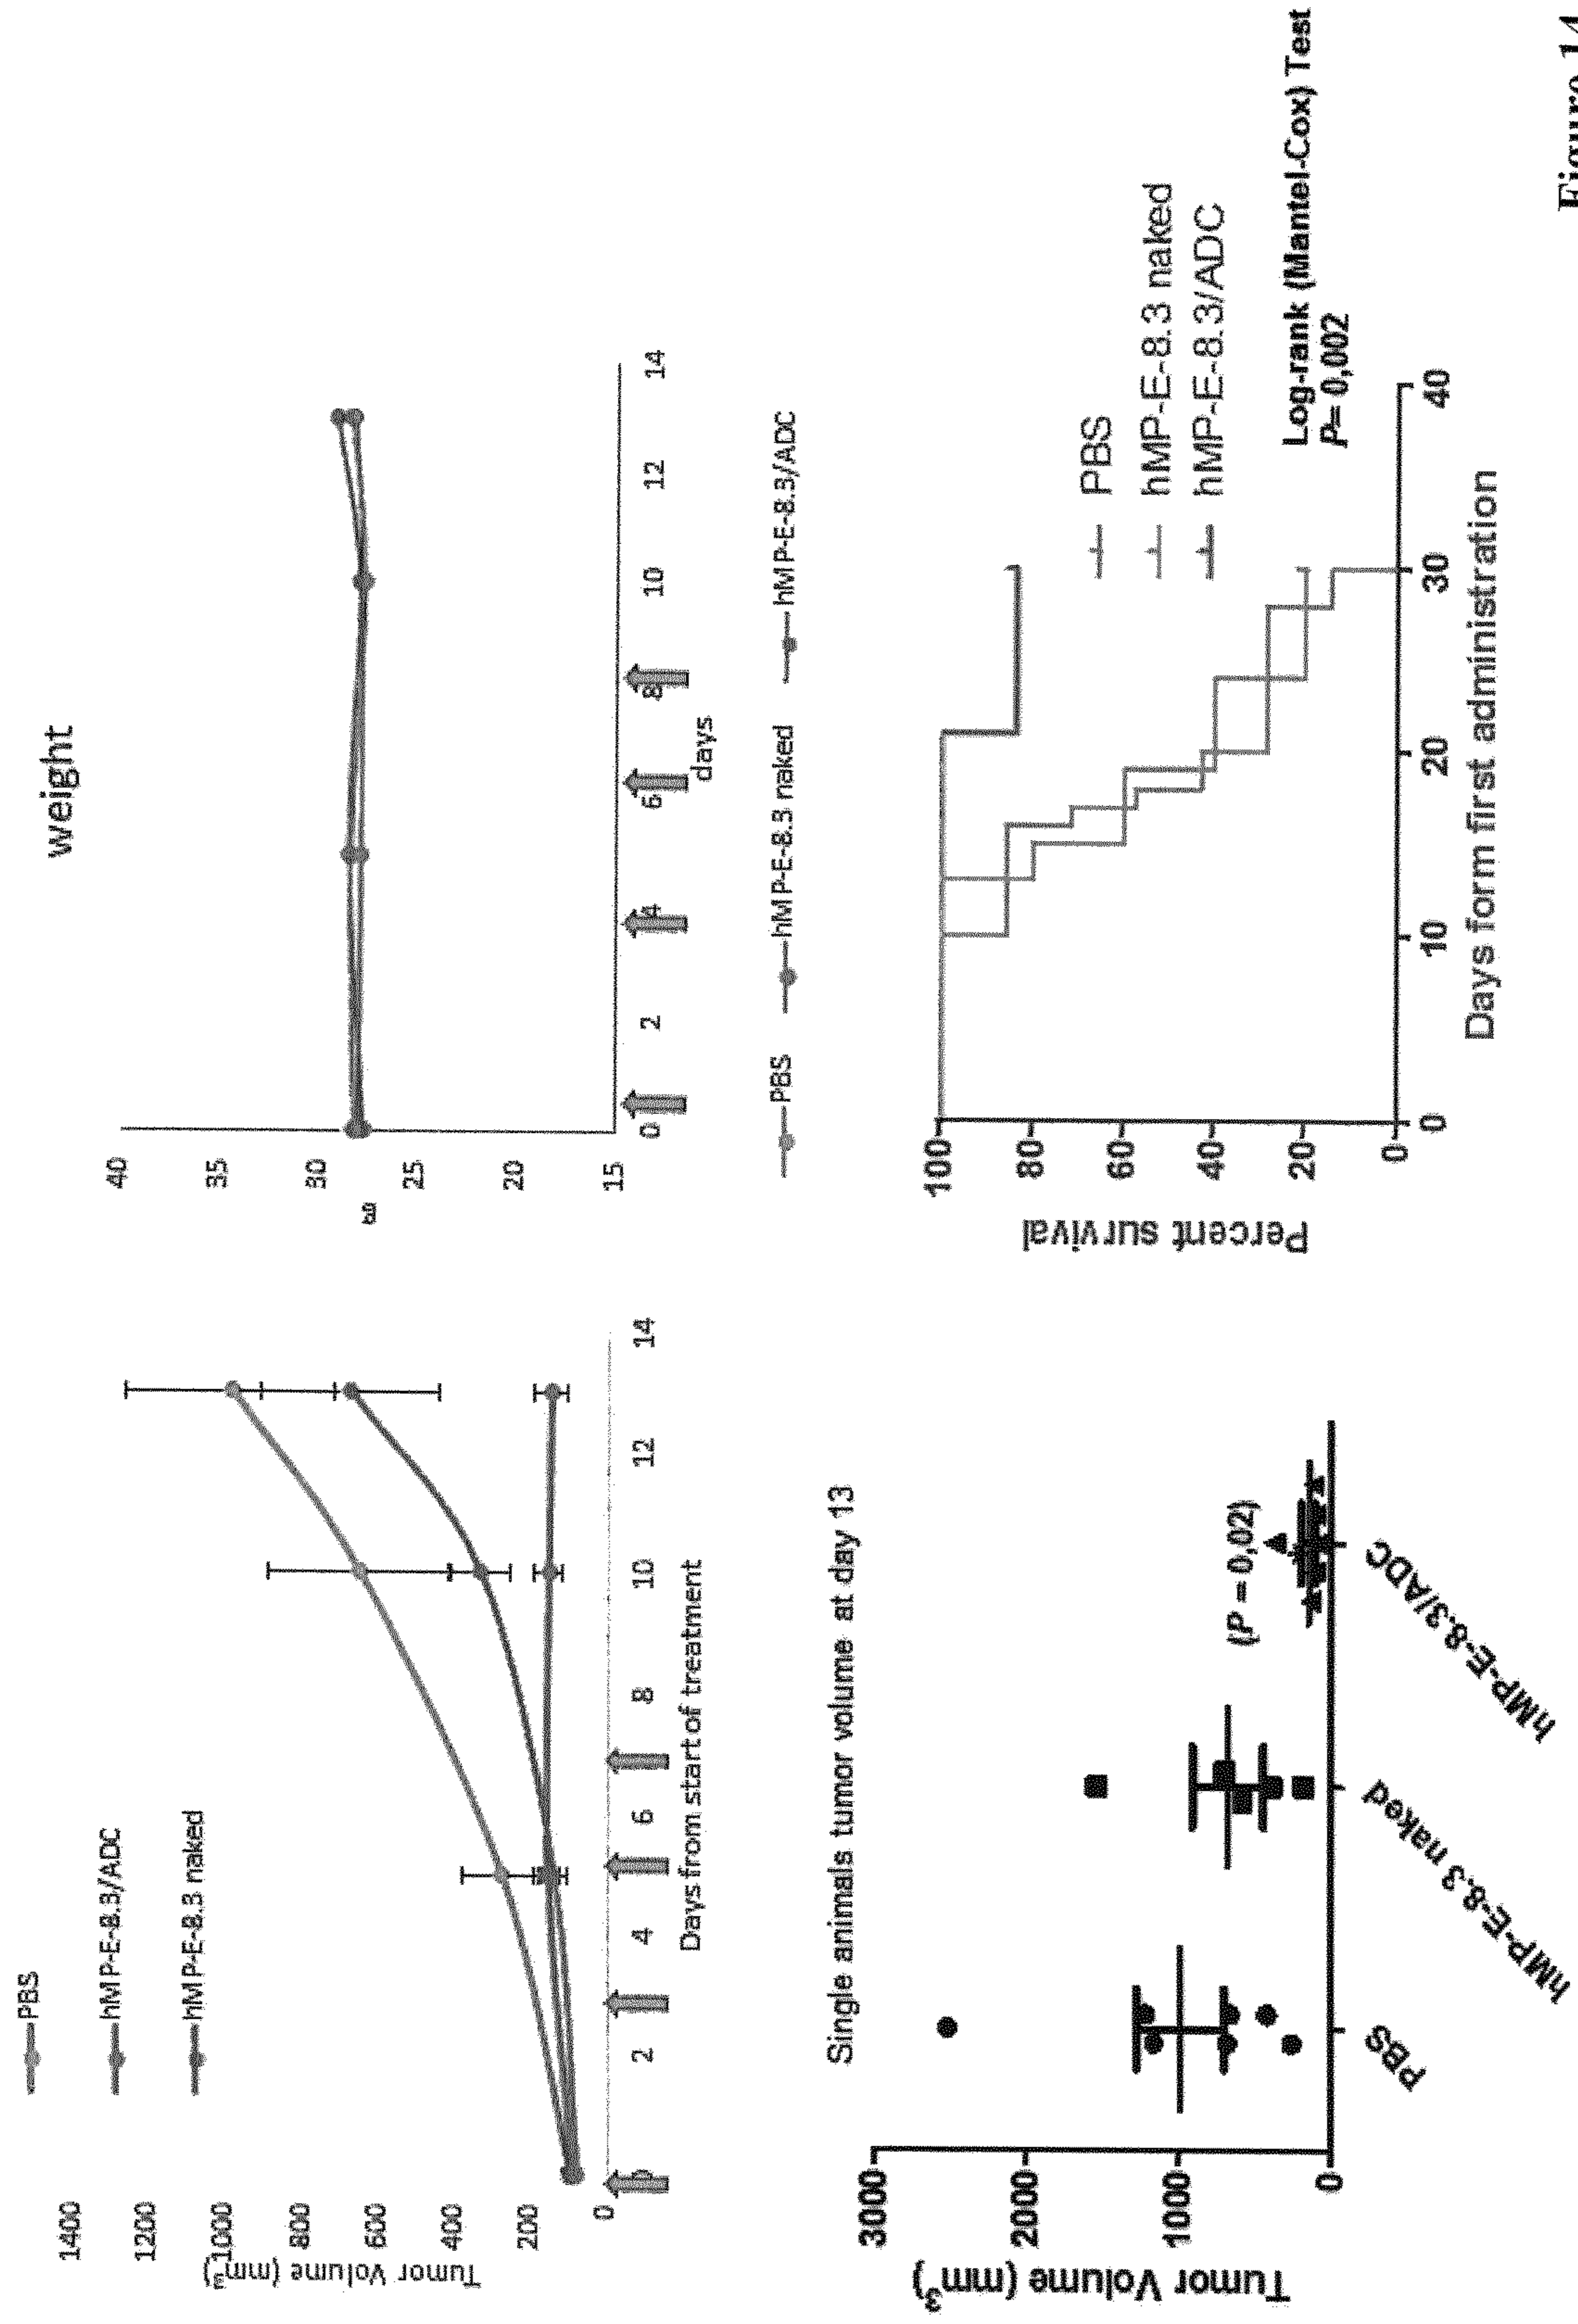 PBS
hMP-E-8.3/ADC
hMP-E-8.3 naked
1400
1200
1000
800
600
400
200
0
Tumor Volume (mm3)
0 2 4 6 8 10 12 14
Days from start of treatment
weight
40
35
30
25
20
15
g
0 2 4 6 8 10 12 14
days
PBS hMP-E-8.3 naked hMP-E-8.3/ADC
Single animals tumor volume at day 13
3000
2000
1000
0
Tumor Volume (mm3)
(P = 0,02)
PBS
hMP-E-8.3 naked
hMP-E-8.3/ADC
100
80
60
40
20
0
Percent survival
0 10 20 30 40
Days form first administration
PBS
hMP-E-8.3 naked
hMP-E-8.3/ADC
Log-rank (Mantel-Cox) Test
P= 0,002
Figure 14